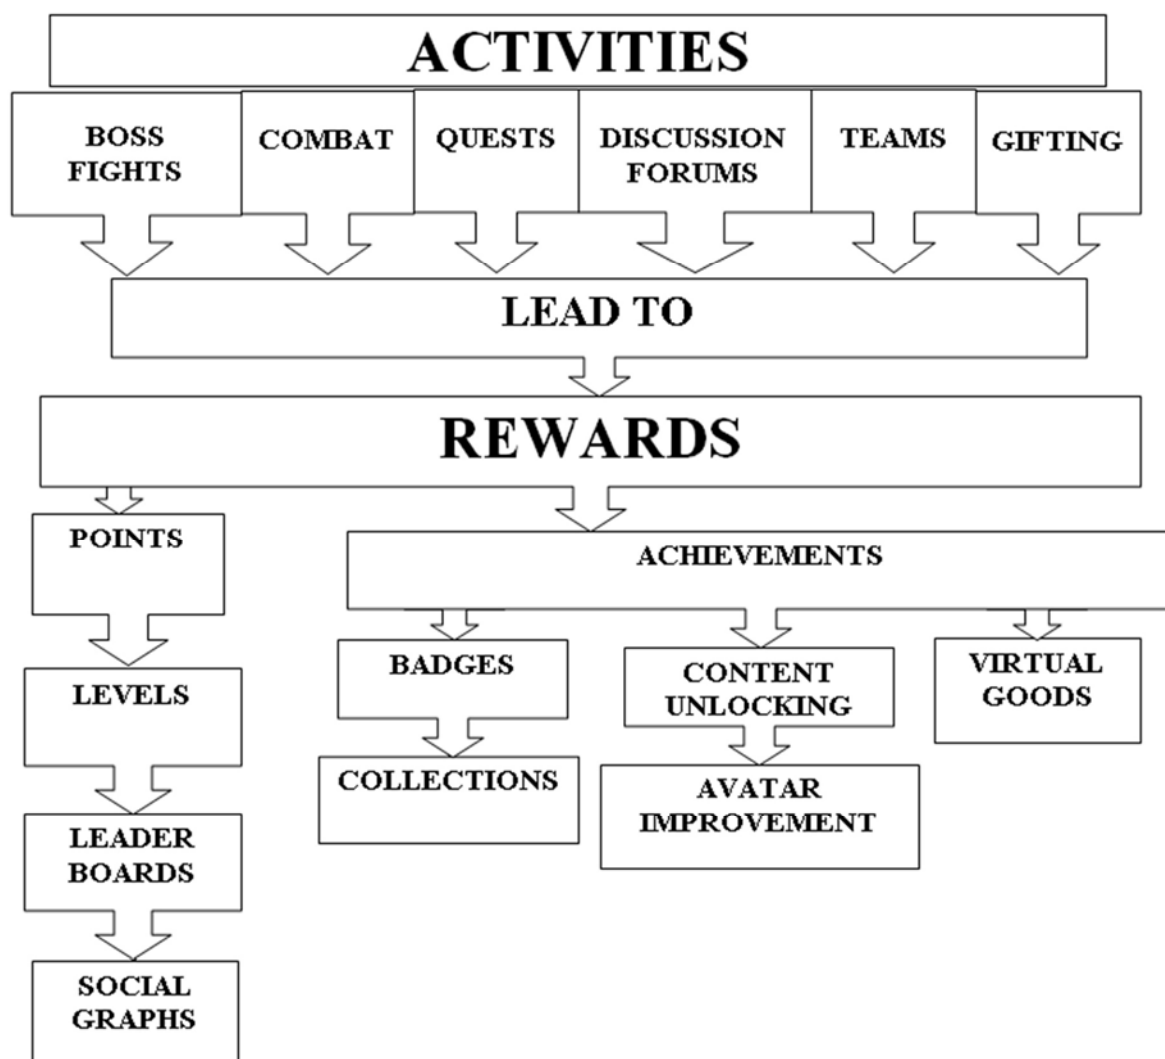 ACTIVITIES
BOSS
FIGHTS
COMBAT
QUESTS
DISCUSSION
FORUMS
TEAMS
GIFTING
LEAD TO
REWARDS
POINTS
LEVELS
LEADER
BOARDS
SOCIAL
GRAPHS
ACHIEVEMENTS
BADGES
COLLECTIONS
CONTENT
UNLOCKING
AVATAR
IMPROVEMENT
VIRTUAL
GOODS